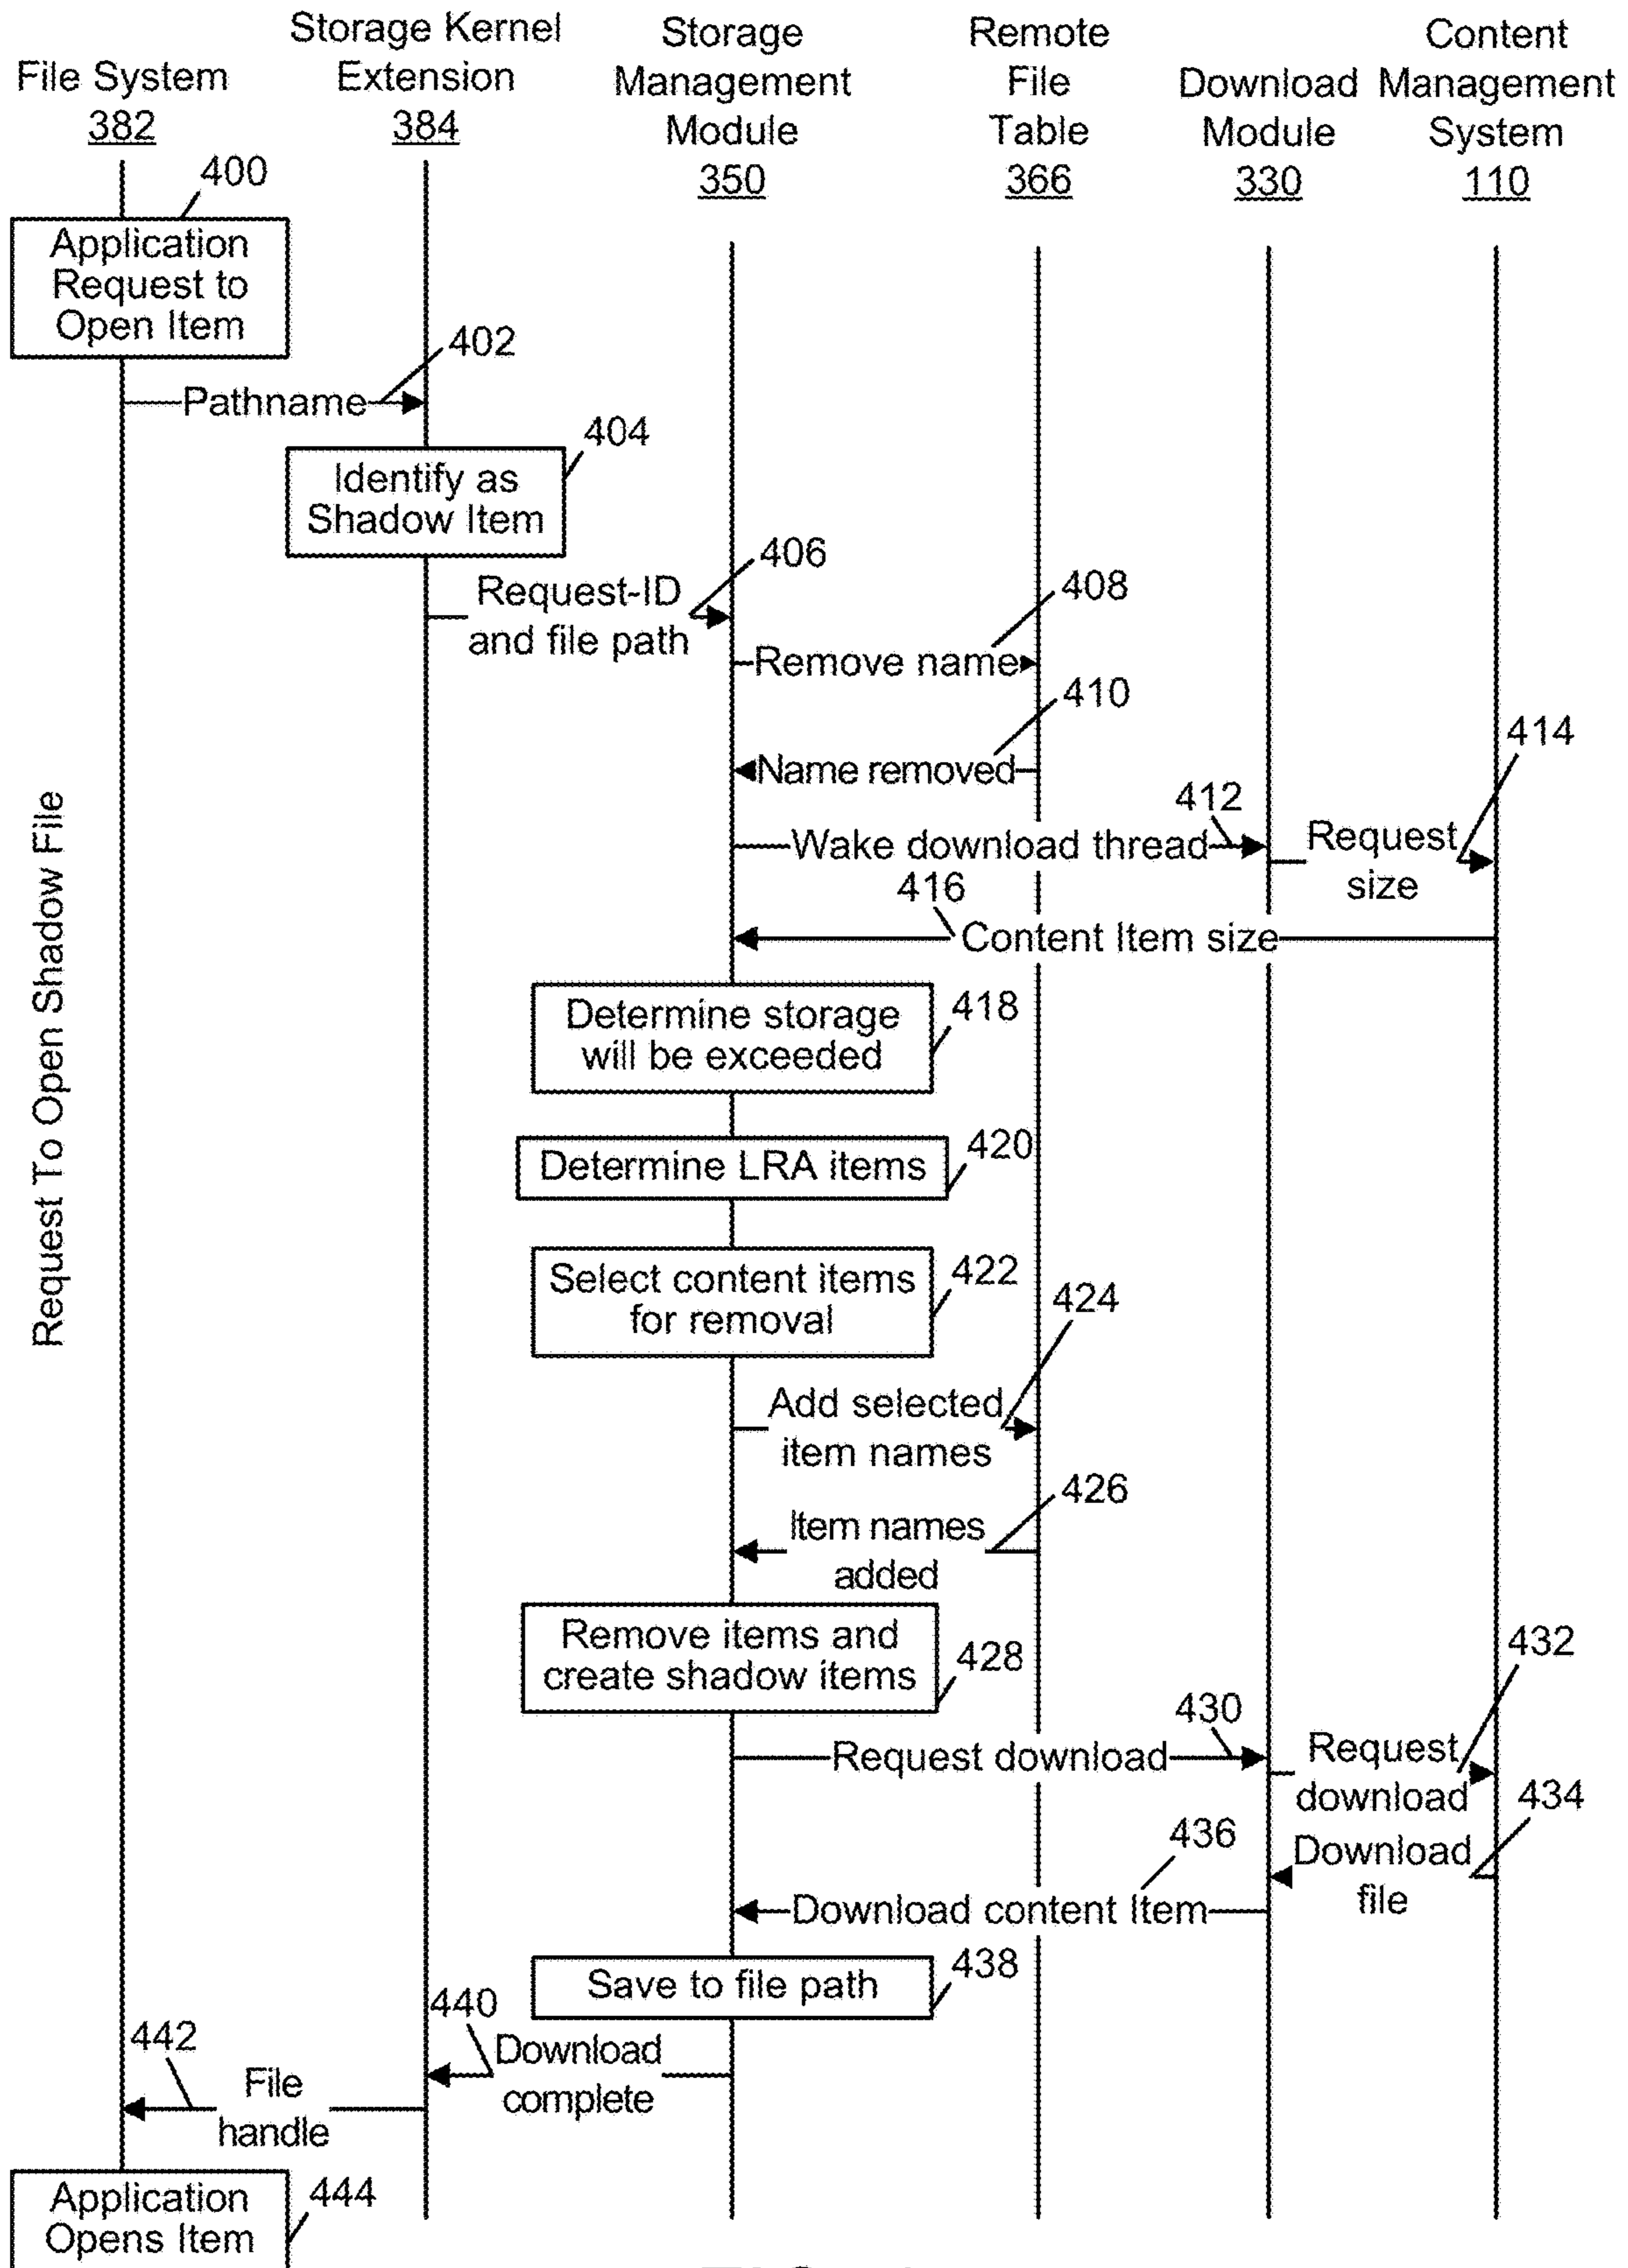 File System
382
Storage Kernel
Extension
384
Storage
Management
Module
350
Remote
File
Table
366
Download
Module
330
Content
Management
System
110
400
Application
Request to
Open Item
402
Pathname
404
Identify as
Shadow Item
406
Request-ID
and file path
408
Remove name
410
Name removed
412
Wake download thread
414
Request
size
416
Content Item size
Determine storage
will be exceeded
418
Determine LRA items
420
Select content items
for removal
422
424
Add selected
item names
426
Item names
added
Remove items and
create shadow items
428
430
Request download
432
Request
download
434
Download
file
436
Download content Item
Save to file path
438
440
Download
complete
442
File
handle
Application
Opens Item
444
Request To Open Shadow File